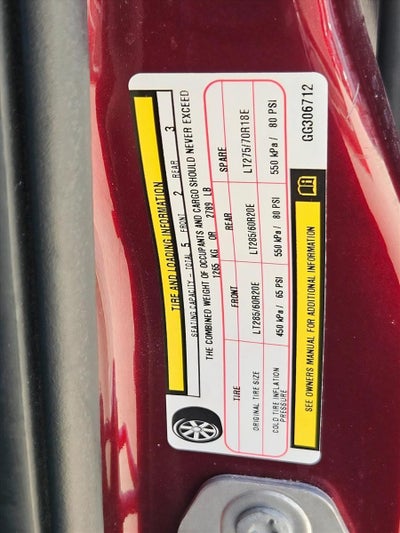 TIRE AND LOADING INFORMATION
SEATING CAPACITY - TOTAL 5 FRONT 2 REAR 3
THE COMBINED WEIGHT OF OCCUPANTS AND CARGO SHOULD NEVER EXCEED
1265 KG OR 2789 LB
TIRE FRONT REAR SPARE
ORIGINAL TIRE SIZE LT285/60R20E LT285/60R20E LT275/70R18E
COLD TIRE INFLATION PRESSURE 450 kPa / 65 PSI 550 kPa / 80 PSI 550 kPa / 80 PSI
SEE OWNERS MANUAL FOR ADDITIONAL INFORMATION
GG306712